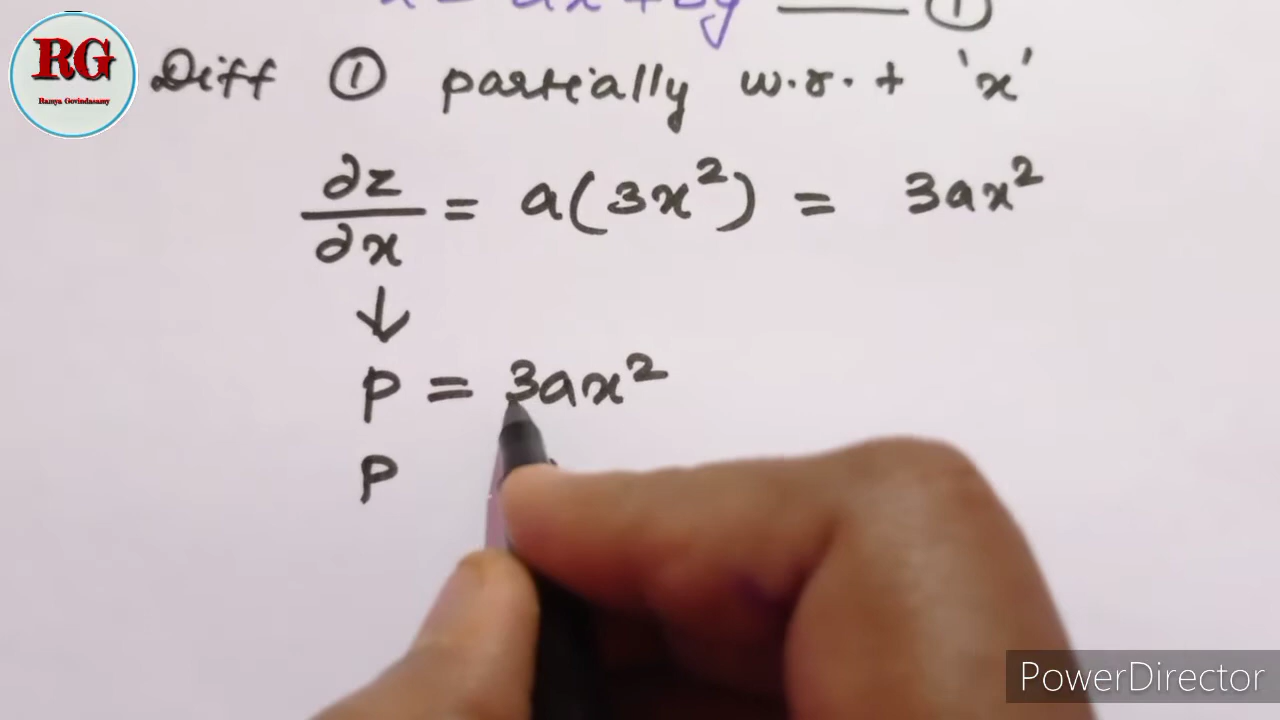 RG
Ramya Govindasamy
Diff ① partially w.r.t 'x'
∂z/∂x = a(3x²) = 3ax²
↓
P = 3ax²
P
PowerDirector